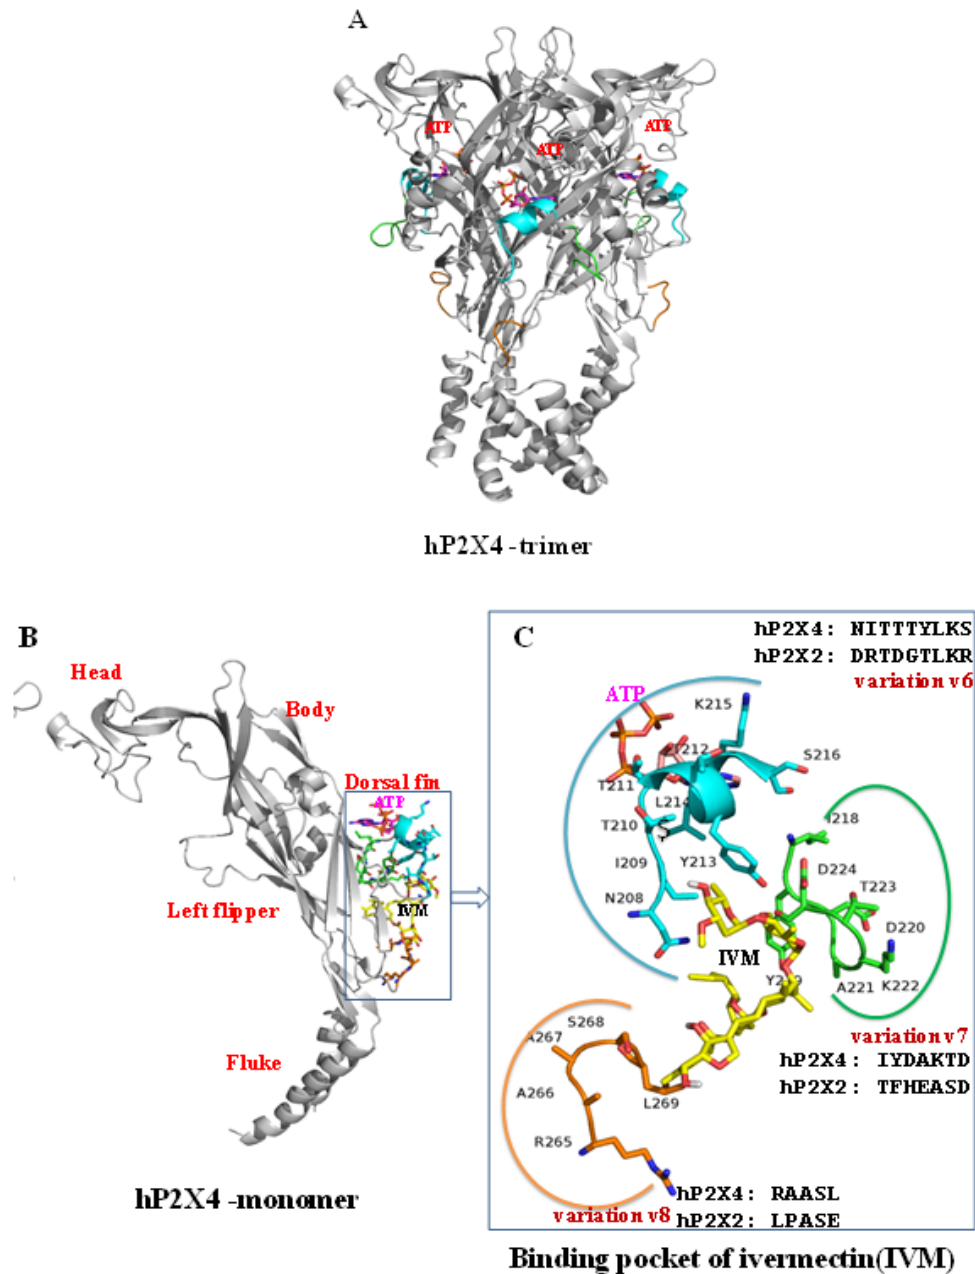 A
ATP
ATP
ATP
hP2X4 -trimer
B
Head
Body
Dorsal fin
ATP
IVM
Left flipper
Fluke
hP2X4 -monomer
C
hP2X4: NITTTYLKS
hP2X2: DRTDGTLKR
variation v6
ATP
K215
T212
S216
T211
L214
T210
I218
I209
Y213
D224
T223
N208
D220
IVM
A221
K222
variation v7
hP2X4: IYDAKTD
hP2X2: TFHEASD
S268
A267
A266
L269
R265
hP2X4: RAASL
variation v8
hP2X2: LPASE
Binding pocket of ivermectin(IVM)